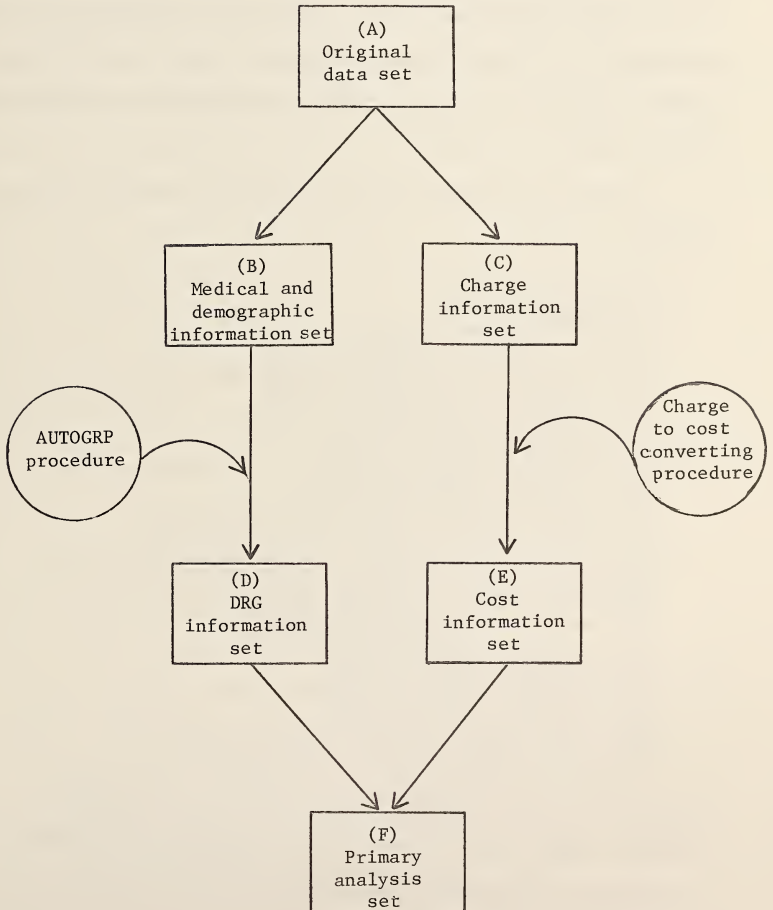 (A)
Original
data set
(B)
Medical and
demographic
information set
(C)
Charge
information
set
AUTOGRP
procedure
Charge
to cost
converting
procedure
(D)
DRG
information
set
(E)
Cost
information
set
(F)
Primary
analysis
set